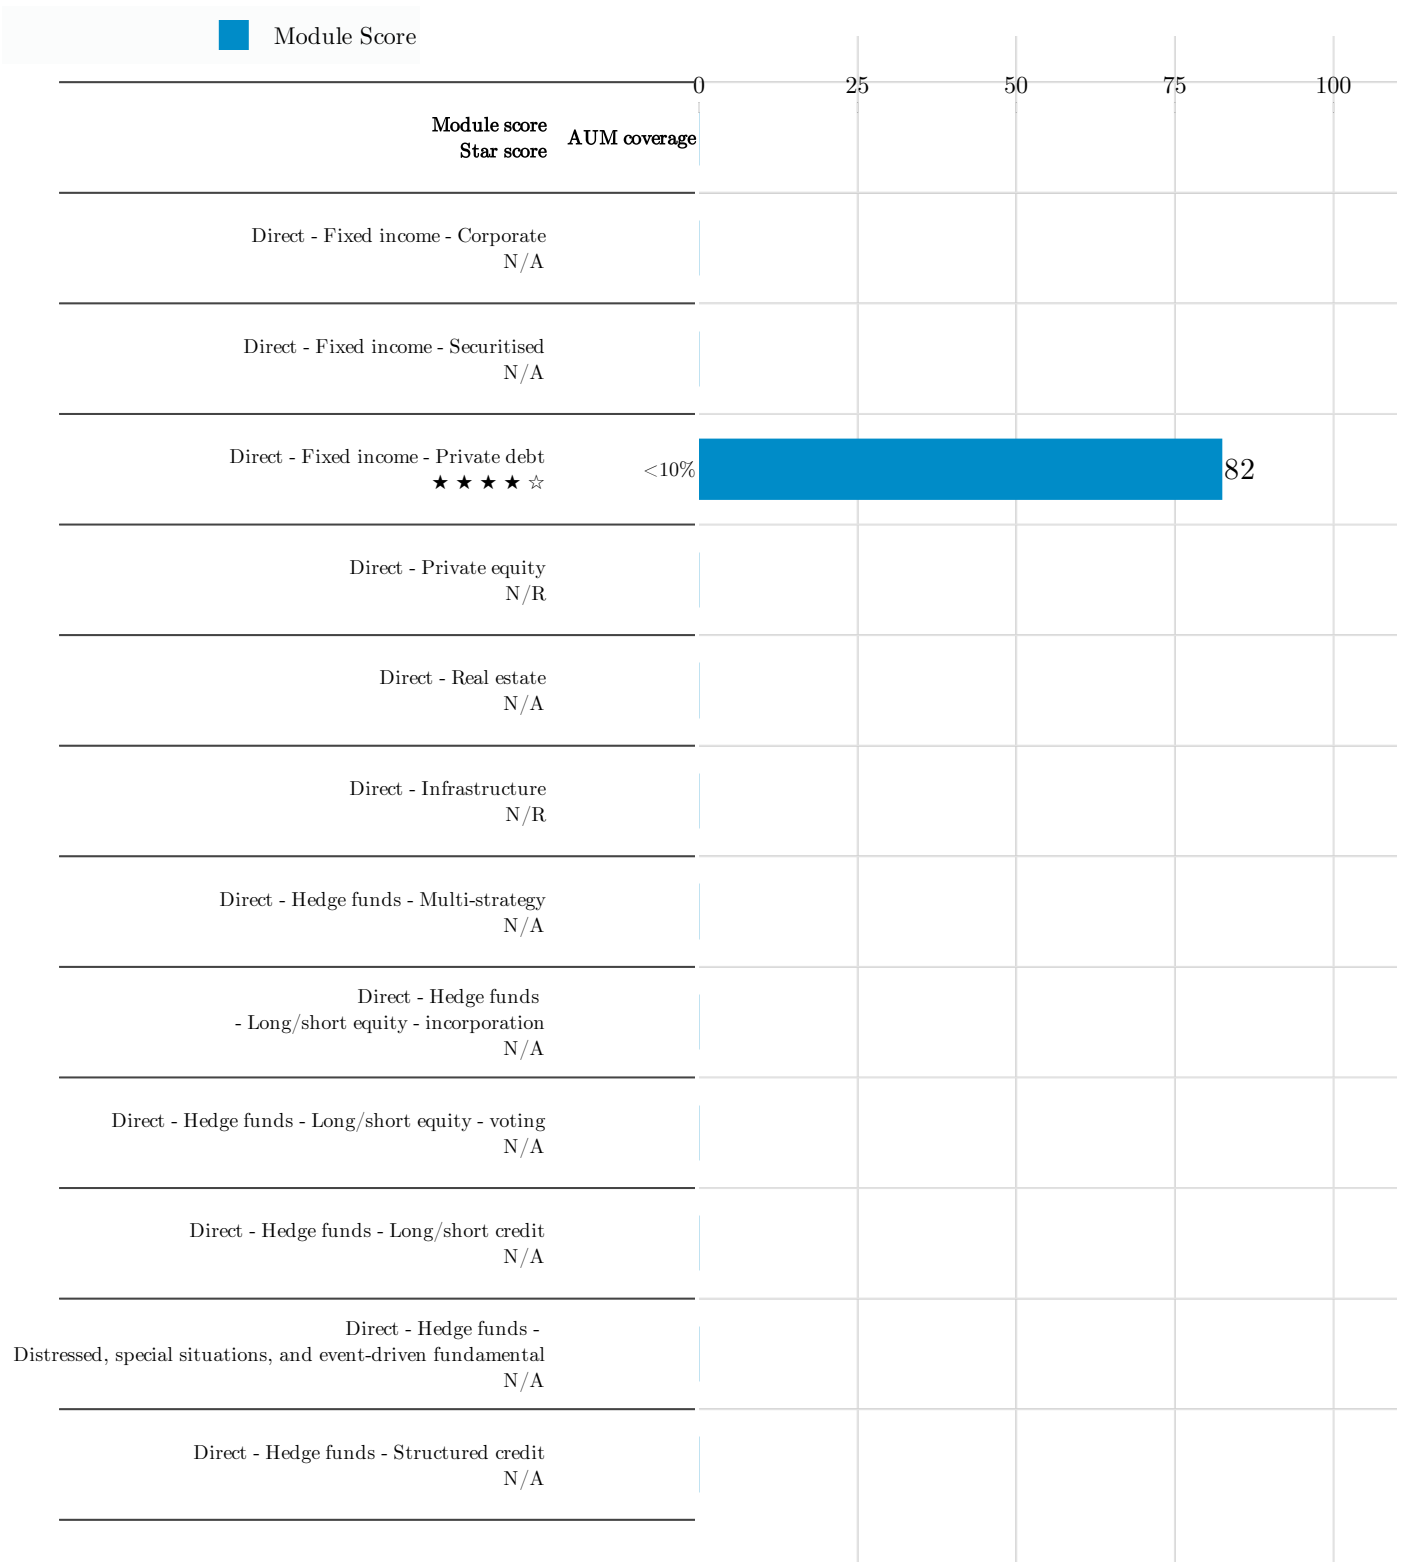 Module Score
0 25 50 75 100
Module score
Star score
AUM coverage
Direct - Fixed income - Corporate
N/A
Direct - Fixed income - Securitised
N/A
Direct - Fixed income - Private debt
★ ★ ★ ★ ☆
<10%
82
Direct - Private equity
N/R
Direct - Real estate
N/A
Direct - Infrastructure
N/R
Direct - Hedge funds - Multi-strategy
N/A
Direct - Hedge funds
- Long/short equity - incorporation
N/A
Direct - Hedge funds - Long/short equity - voting
N/A
Direct - Hedge funds - Long/short credit
N/A
Direct - Hedge funds -
Distressed, special situations, and event-driven fundamental
N/A
Direct - Hedge funds - Structured credit
N/A